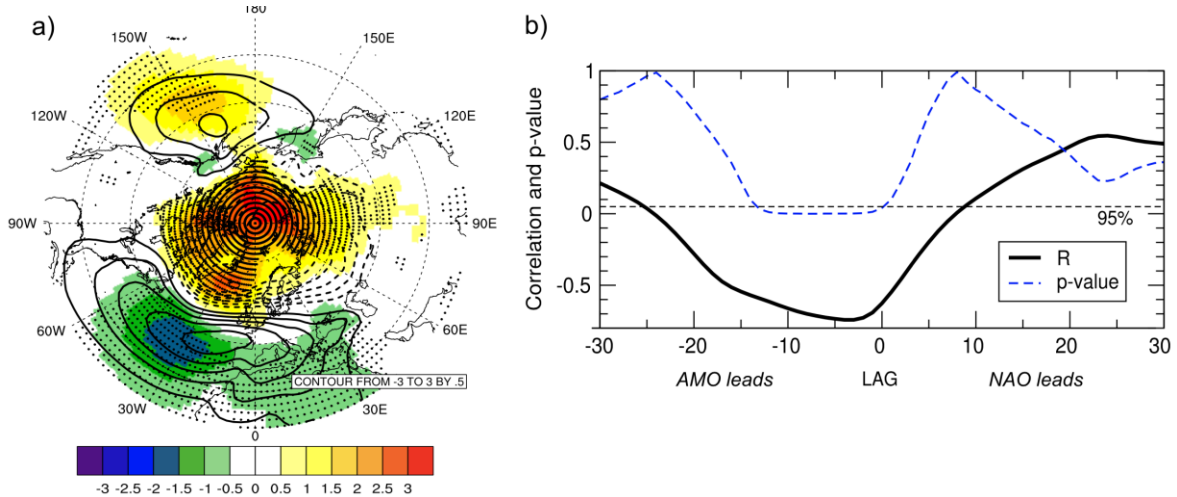 a)
180
150W
150E
120W
120E
90W
90E
60W
60E
CONTOUR FROM -3 TO 3 BY .5
30W
30E
0
-3 -2.5 -2 -1.5 -1 -0.5 0 0.5 1 1.5 2 2.5 3
b)
Correlation and p-value
1
0.5
0
-0.5
95%
R
p-value
-30 -20 -10 0 10 20 30
AMO leads LAG NAO leads